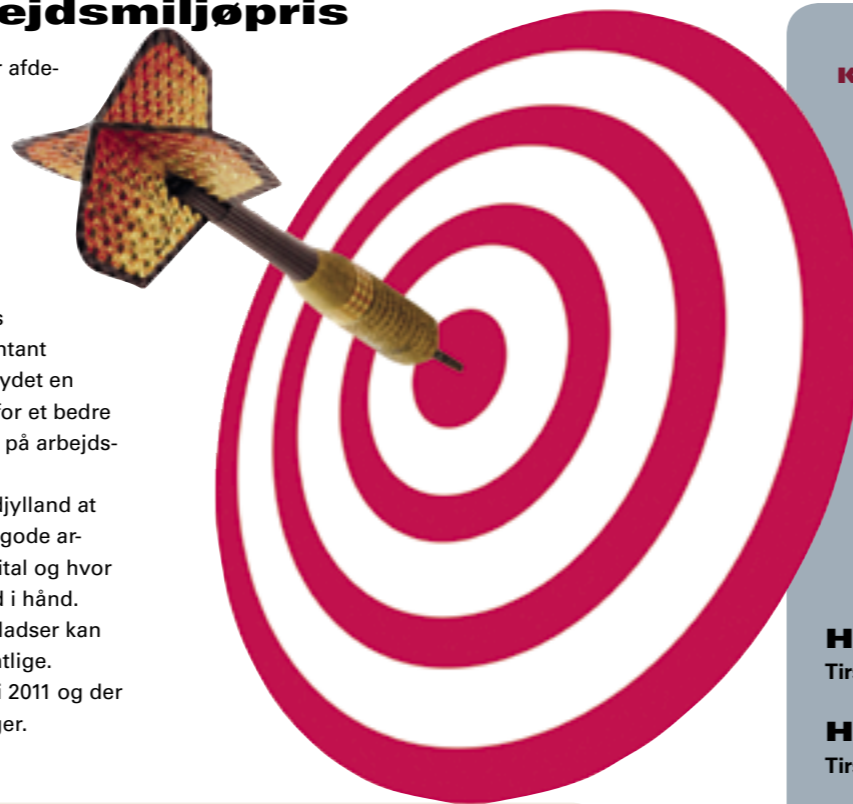 ejdsmiljøpris
afde-
ntant
ydet en
for et bedre
på arbejds-
djylland at
gode ar-
ital og hvor
d i hånd.
ladser kan
tlige.
i 2011 og der
ger.
K
H
Tir
H
Tir